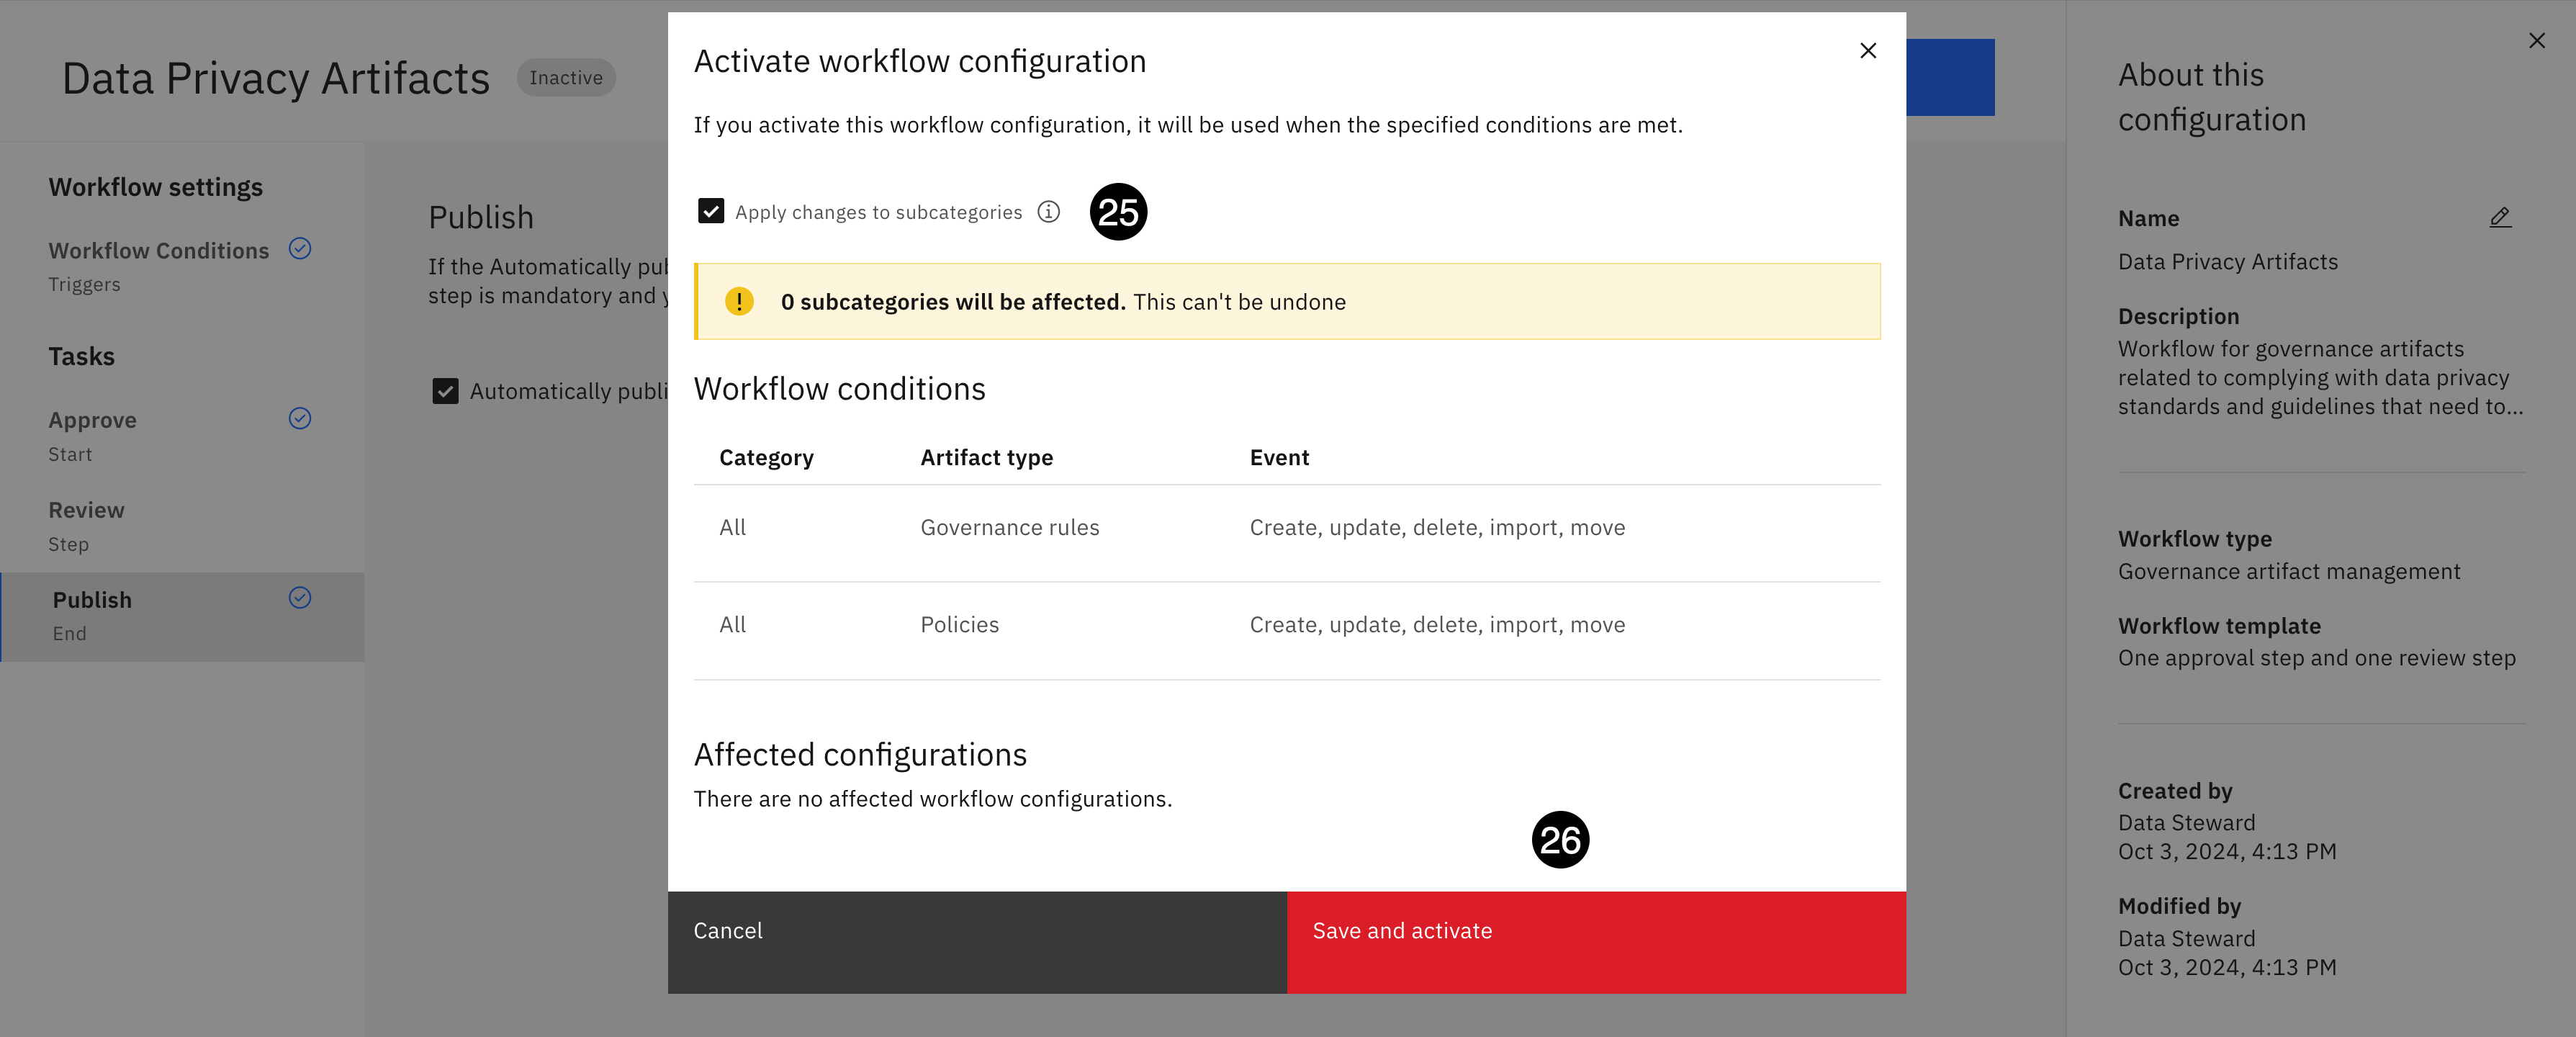 Data Privacy Artifacts
Inactive
Workflow settings
Workflow Conditions
Triggers
Tasks
Approve
Start
Review
Step
Publish
End
Publish
If the Automatically
step is mandatory and
Automatically
Activate workflow configuration
If you activate this workflow configuration, it will be used when the specified conditions are met.
Apply changes to subcategories
25
0 subcategories will be affected. This can't be undone
Workflow conditions
Category Artifact type Event
All Governance rules Create, update, delete, import, move
All Policies Create, update, delete, import, move
Affected configurations
There are no affected workflow configurations.
26
Cancel
Save and activate
About this
configuration
Name
Data Privacy Artifacts
Description
Workflow for governance artifacts
related to complying with data privacy
standards and guidelines that need to...
Workflow type
Governance artifact management
Workflow template
One approval step and one review step
Created by
Data Steward
Oct 3, 2024, 4:13 PM
Modified by
Data Steward
Oct 3, 2024, 4:13 PM